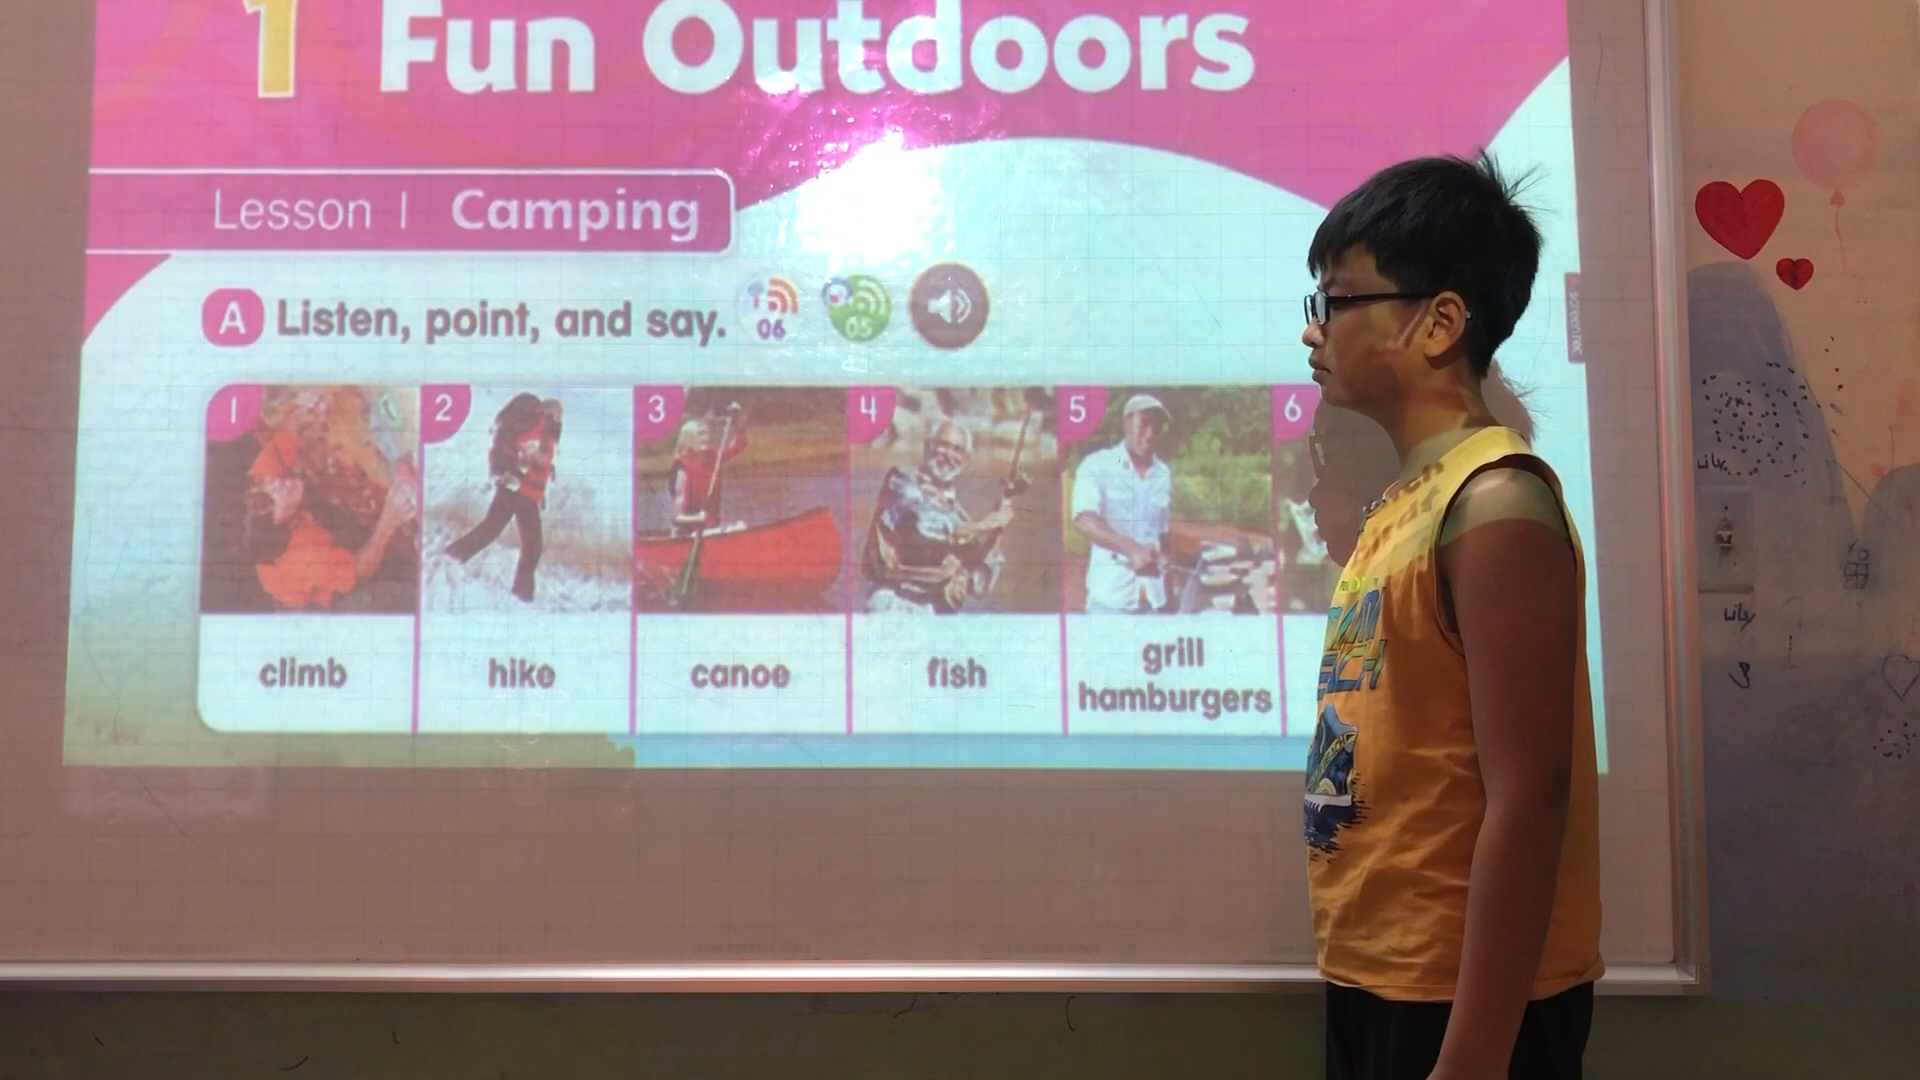 1 Fun Outdoors
Lesson 1 Camping
A Listen, point, and say.
06 05
1 2 3 4 5 6
climb hike canoe fish grill hamburgers